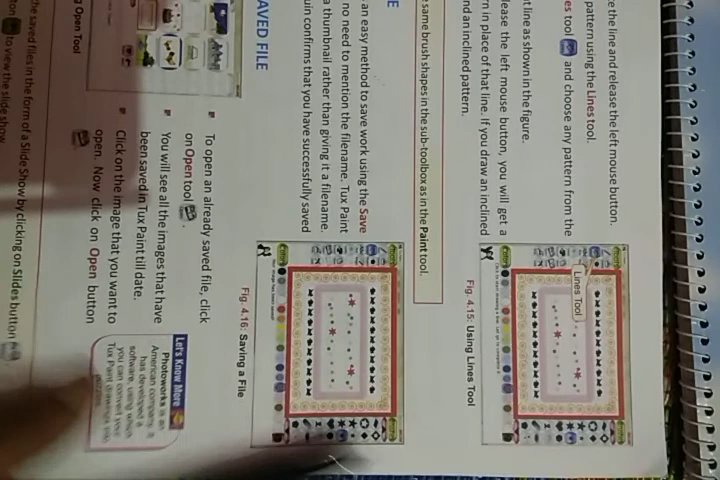 the line and release the left mouse button.
pattern using the Lines tool.
es tool and choose any pattern from the
t line as shown in the figure.
lease the left mouse button, you will get a
rn in place of that line. If you draw an inclined
nd an inclined pattern.
Lines Tool
Fig. 4.15: Using Lines Tool
same brush shapes in the sub-toolbox as in the Paint tool.
E
an easy method to save work using the Save
no need to mention the filename. Tux Paint
a thumbnail rather than giving it a filename.
uin confirms that you have successfully saved
Fig. 4.16: Saving a File
AVED FILE
To open an already saved file, click
on Open tool .
You will see all the images that have
been saved in Tux Paint till date.
Click on the image that you want to
open. Now click on Open button
g Open Tool
Let's Know More
Photoworks is an
American company. It
has developed a
software, using which
you can convert your
Tux Paint drawings into
puzzles.
he saved files in the form of a Slide Show by clicking on Slides button
to view the slide show